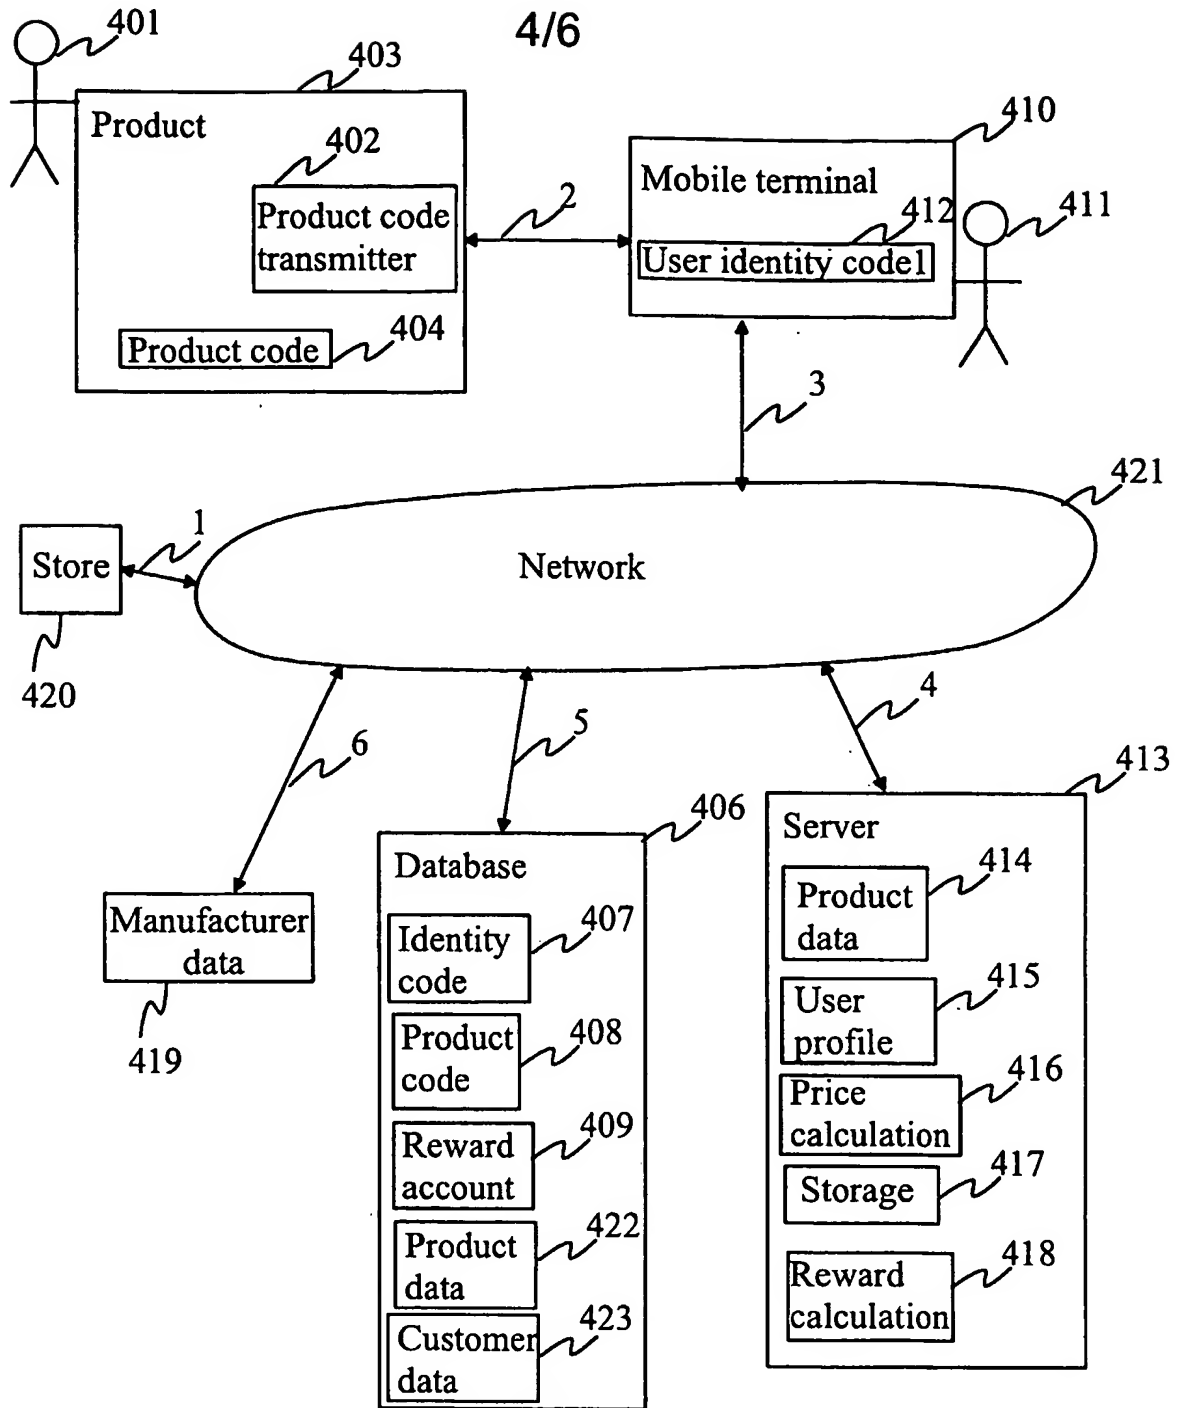 4/6
401
403
Product
402
Product code
transmitter
Product code
404
2
410
Mobile terminal
412
User identity code1
411
3
421
Network
1
Store
420
6
5
4
Manufacturer
data
419
406
Database
Identity
code
407
Product
code
408
Reward
account
409
Product
data
422
Customer
data
423
413
Server
Product
data
414
User
profile
415
Price
calculation
416
Storage
417
Reward
calculation
418